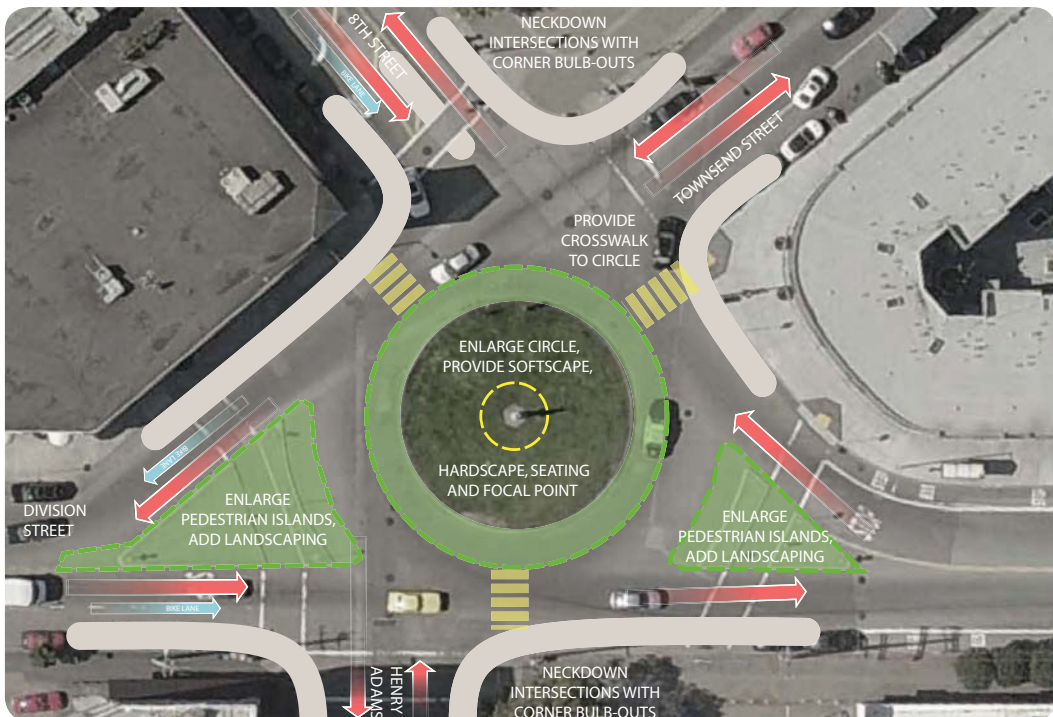 8TH STREET
BIKE LANE
NECKDOWN
INTERSECTIONS WITH
CORNER BULB-OUTS
TOWNSEND STREET
PROVIDE
CROSSWALK
TO CIRCLE
ENLARGE CIRCLE,
PROVIDE SOFTSCAPE,
HARDSCAPE, SEATING
AND FOCAL POINT
BIKE LANE
DIVISION
STREET
ENLARGE
PEDESTRIAN ISLANDS,
ADD LANDSCAPING
ENLARGE
PEDESTRIAN ISLANDS,
ADD LANDSCAPING
BIKE LANE
HENRY
ADAMS
NECKDOWN
INTERSECTIONS WITH
CORNER BULB-OUTS